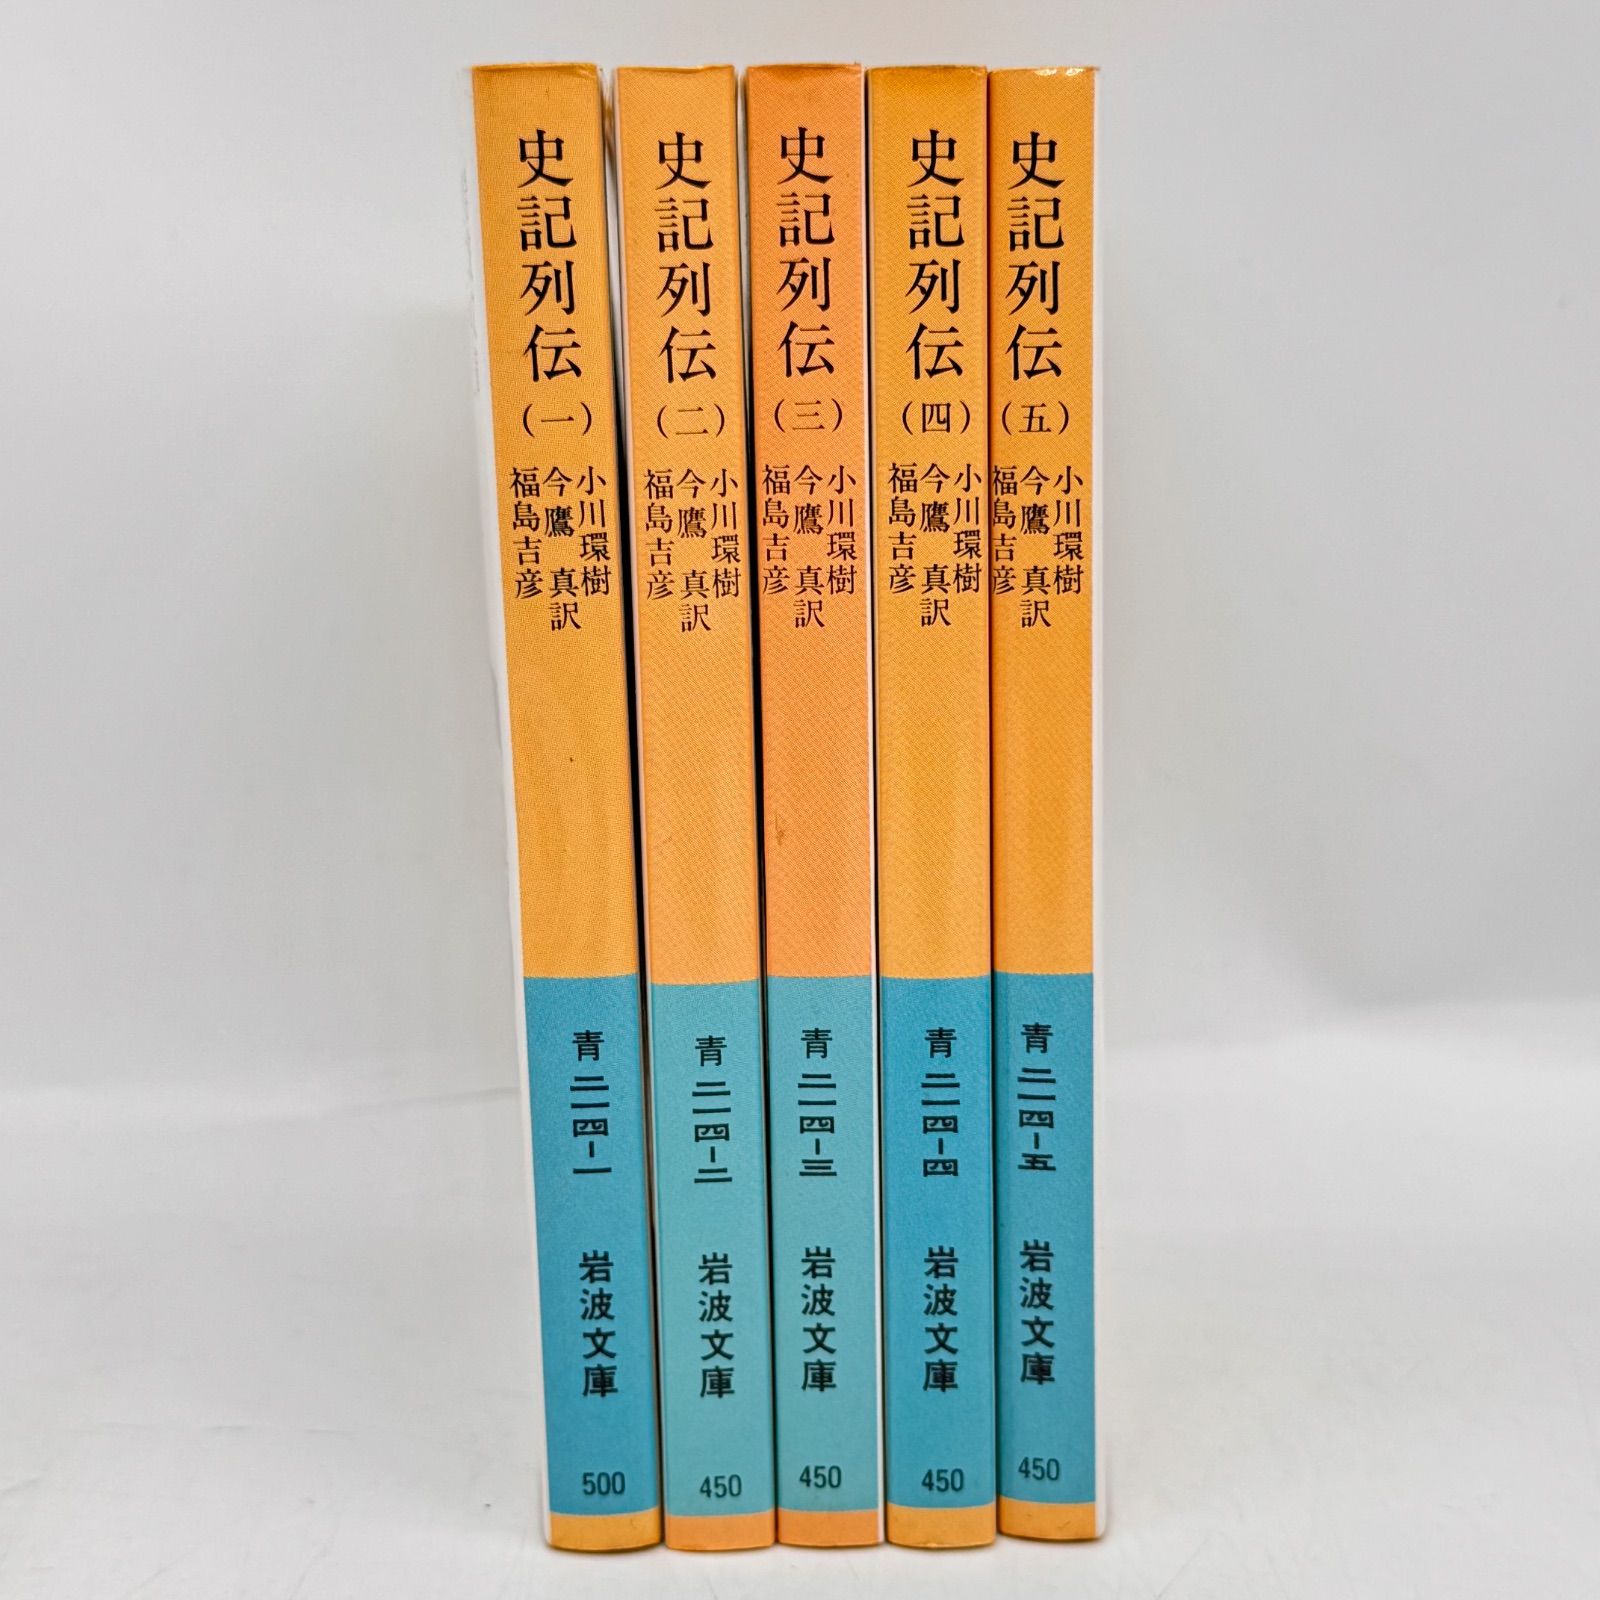 史記列伝(一)
小川環樹
今鷹 真訳
福島吉彦
青二一四-一
岩波文庫
500
史記列伝(二)
小川環樹
今鷹 真訳
福島吉彦
青二一四-二
岩波文庫
450
史記列伝(三)
小川環樹
今鷹 真訳
福島吉彦
青二一四-三
岩波文庫
450
史記列伝(四)
小川環樹
今鷹 真訳
福島吉彦
青二一四-四
岩波文庫
450
史記列伝(五)
小川環樹
今鷹 真訳
福島吉彦
青二一四-五
岩波文庫
450